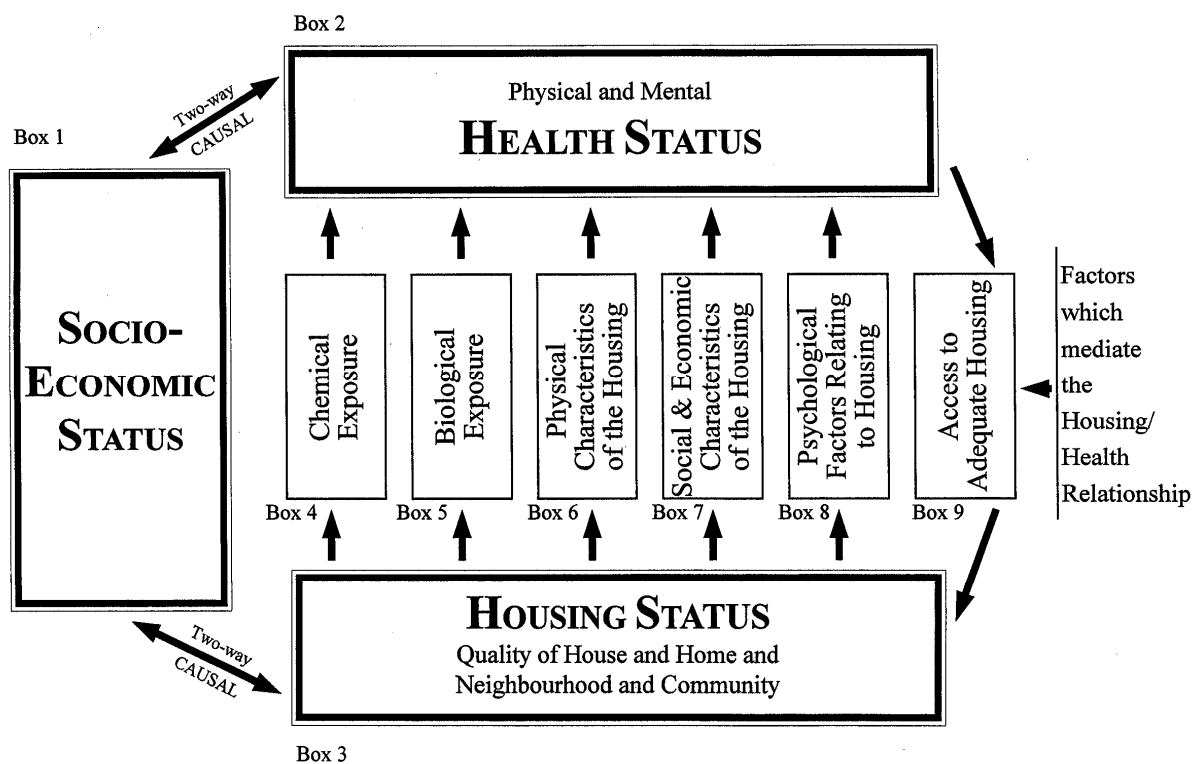 Box 2
Physical and Mental
HEALTH STATUS
Two-way
CAUSAL
Box 1
SOCIO-
ECONOMIC
STATUS
Chemical
Exposure
Box 4
Biological
Exposure
Box 5
Physical
Characteristics
of the Housing
Box 6
Social & Economic
Characteristics
of the Housing
Box 7
Psychological
Factors Relating
to Housing
Box 8
Access to
Adequate Housing
Box 9
Factors
which
mediate
the
Housing/
Health
Relationship
Two-way
CAUSAL
HOUSING STATUS
Quality of House and Home and
Neighbourhood and Community
Box 3